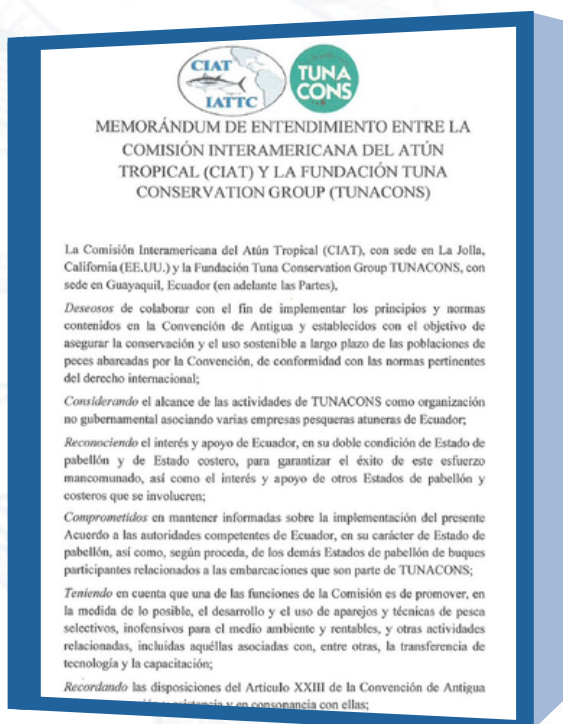 CIAT
IATTC
TUNA
CONS
MEMORÁNDUM DE ENTENDIMIENTO ENTRE LA
COMISIÓN INTERAMERICANA DEL ATÚN
TROPICAL (CIAT) Y LA FUNDACIÓN TUNA
CONSERVATION GROUP (TUNACONS)
La Comisión Interamericana del Atún Tropical (CIAT), con sede en La Jolla,
California (EE.UU.) y la Fundación Tuna Conservation Group TUNACONS, con
sede en Guayaquil, Ecuador (en adelante las Partes),
Deseosos de colaborar con el fin de implementar los principios y normas
contenidos en la Convención de Antigua y establecidos con el objetivo de
asegurar la conservación y el uso sostenible a largo plazo de las poblaciones de
peces abarcadas por la Convención, de conformidad con las normas pertinentes
del derecho internacional;
Considerando el alcance de las actividades de TUNACONS como organización
no gubernamental asociando varias empresas pesqueras atuneras de Ecuador;
Reconociendo el interés y apoyo de Ecuador, en su doble condición de Estado de
pabellón y de Estado costero, para garantizar el éxito de este esfuerzo
mancomunado, así como el interés y apoyo de otros Estados de pabellón y
costeros que se involucren;
Comprometidos en mantener informadas sobre la implementación del presente
Acuerdo a las autoridades competentes de Ecuador, en su carácter de Estado de
pabellón, así como, según proceda, de los demás Estados de pabellón de buques
participantes relacionados a las embarcaciones que son parte de TUNACONS;
Teniendo en cuenta que una de las funciones de la Comisión es de promover, en
la medida de lo posible, el desarrollo y el uso de aparejos y técnicas de pesca
selectivos, inofensivos para el medio ambiente y rentables, y otras actividades
relacionadas, incluidas aquéllas asociadas con, entre otras, la transferencia de
tecnología y la capacitación;
Recordando las disposiciones del Artículo XXIII de la Convención de Antigua
y en consonancia con ellas;